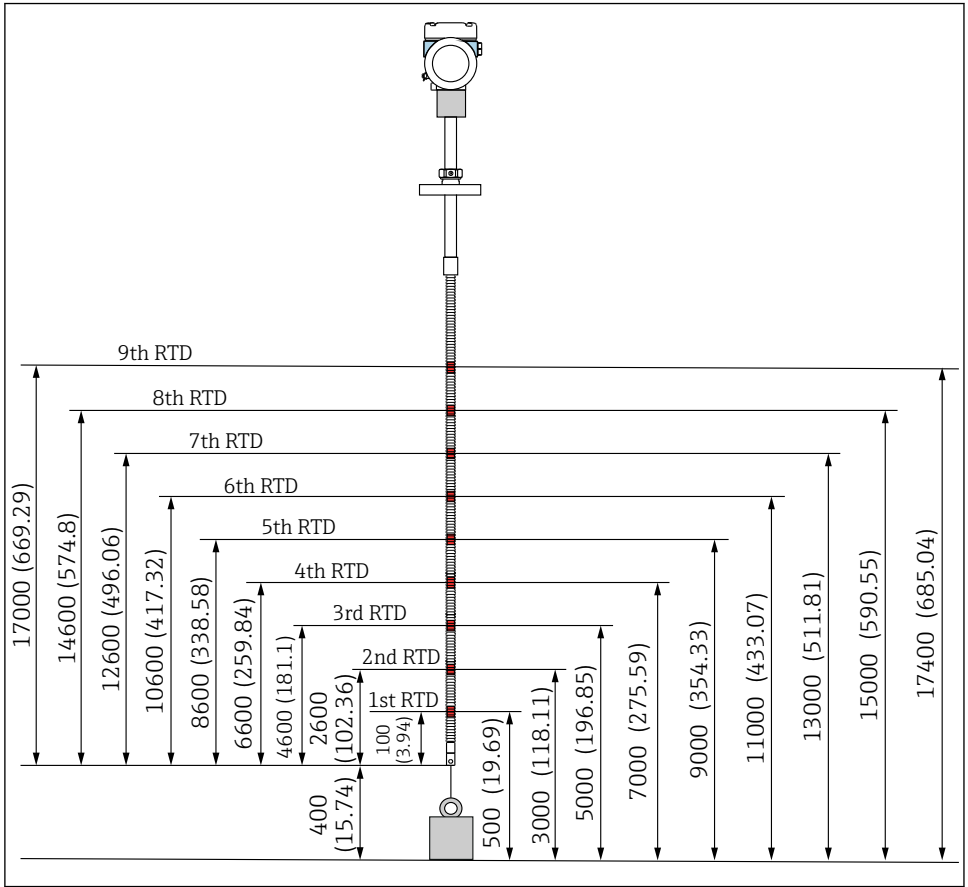 9th RTD
8th RTD
7th RTD
6th RTD
5th RTD
4th RTD
3rd RTD
2nd RTD
1st RTD
17000 (669.29)
14600 (574.8)
12600 (496.06)
10600 (417.32)
8600 (338.58)
6600 (259.84)
4600 (181.1)
2600
(102.36)
100
(3.94)
400
(15.74)
500 (19.69)
3000 (118.11)
5000 (196.85)
7000 (275.59)
9000 (354.33)
11000 (433.07)
13000 (511.81)
15000 (590.55)
17400 (685.04)